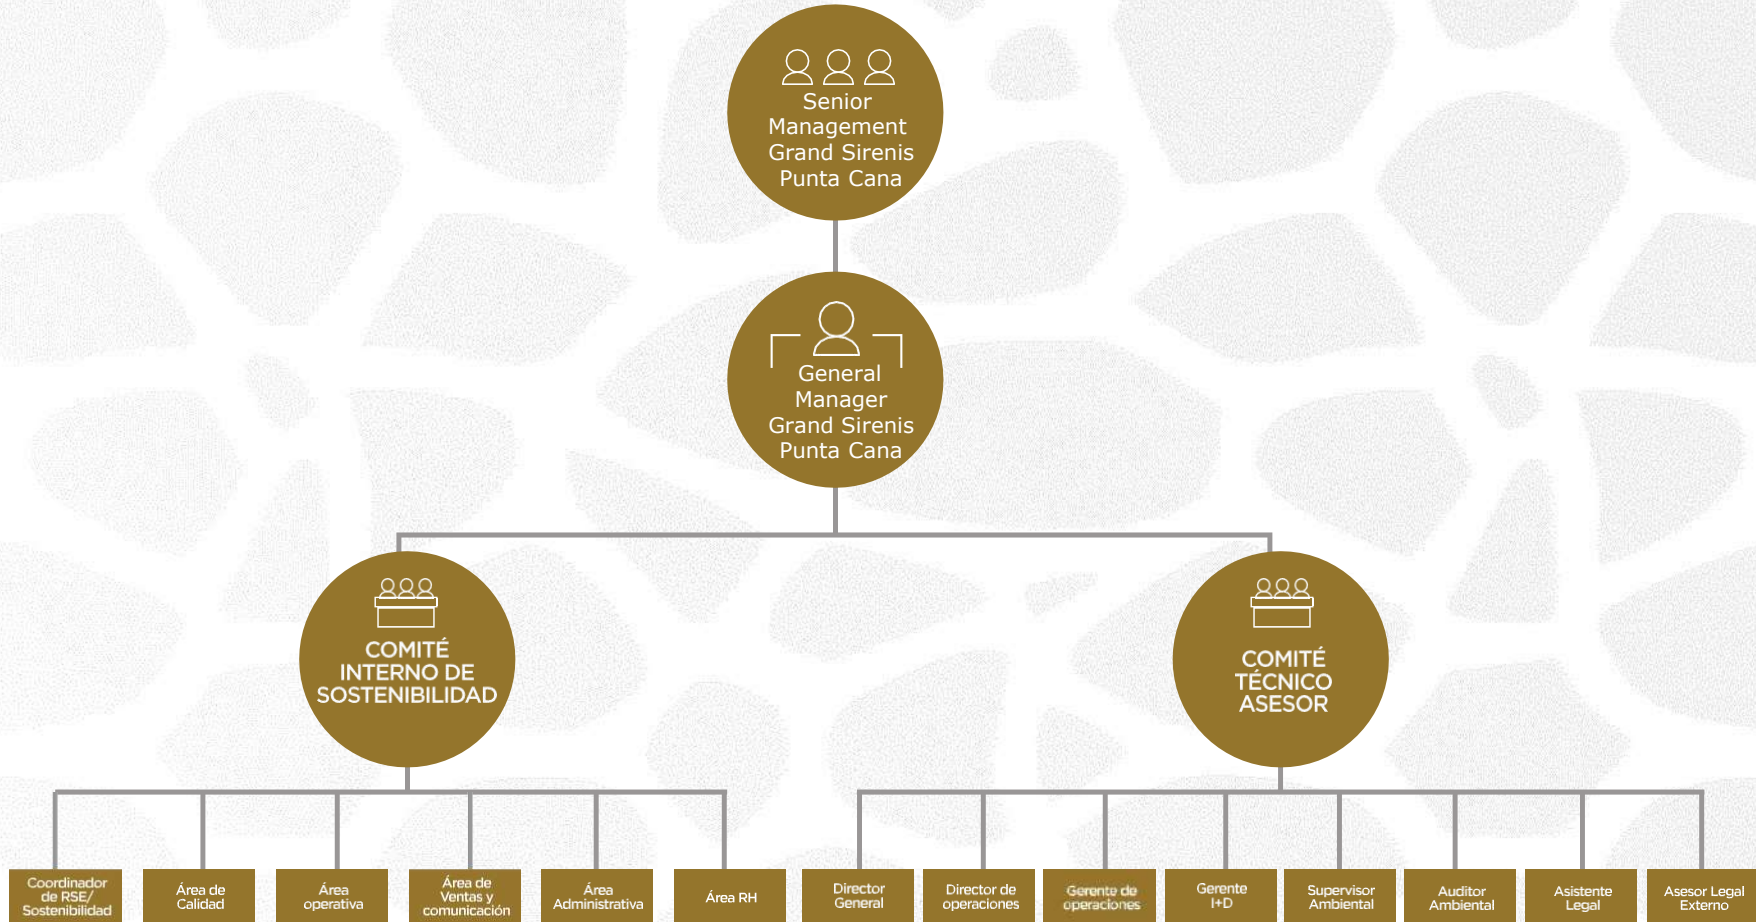 Senior
Management
Grand Sirenis
Punta Cana
General
Manager
Grand Sirenis
Punta Cana
COMITÉ
INTERNO DE
SOSTENIBILIDAD
COMITÉ
TÉCNICO
ASESOR
Coordinador
de RSE/
Sostenibilidad
Área de
Calidad
Área
operativa
Área de
Ventas y
comunicación
Área
Administrativa
Área RH
Director
General
Director de
operaciones
Gerente de
operaciones
Gerente
I+D
Supervisor
Ambiental
Auditor
Ambiental
Asistente
Legal
Asesor Legal
Externo